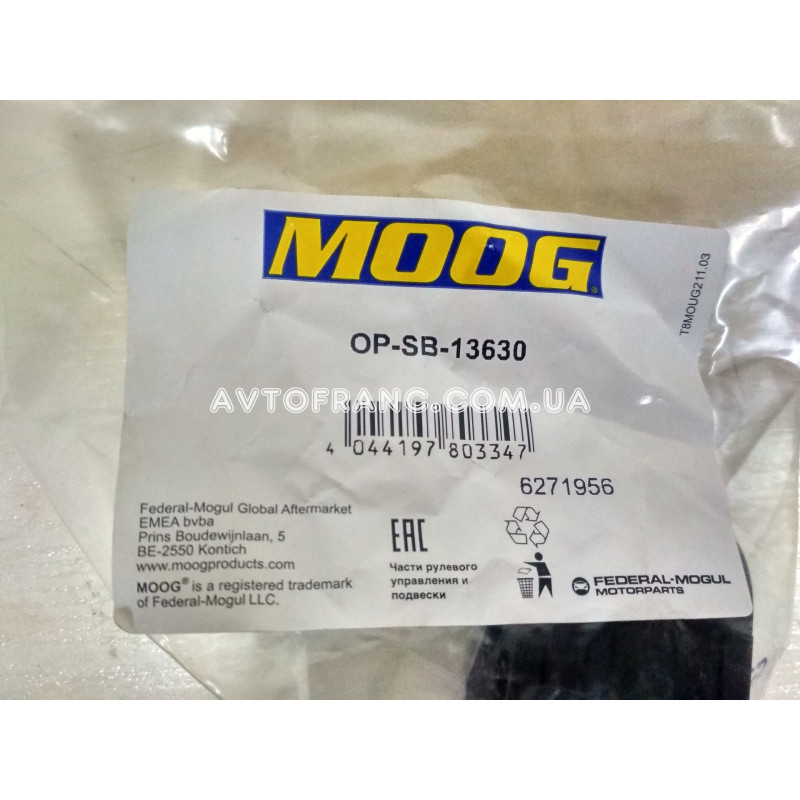 MOOG®
T8MOUG211.03
OP-SB-13630
AVTOFRANG.COM.UA
4 044197 803347
6271956
Federal-Mogul Global Aftermarket
EMEA bvba
Prins Boudewijnlaan, 5
BE-2550 Kontich
www.moogproducts.com
MOOG® is a registered trademark
of Federal-Mogul LLC.
EAC
Части рулевого
управления и
подвески
FEDERAL-MOGUL
MOTORPARTS